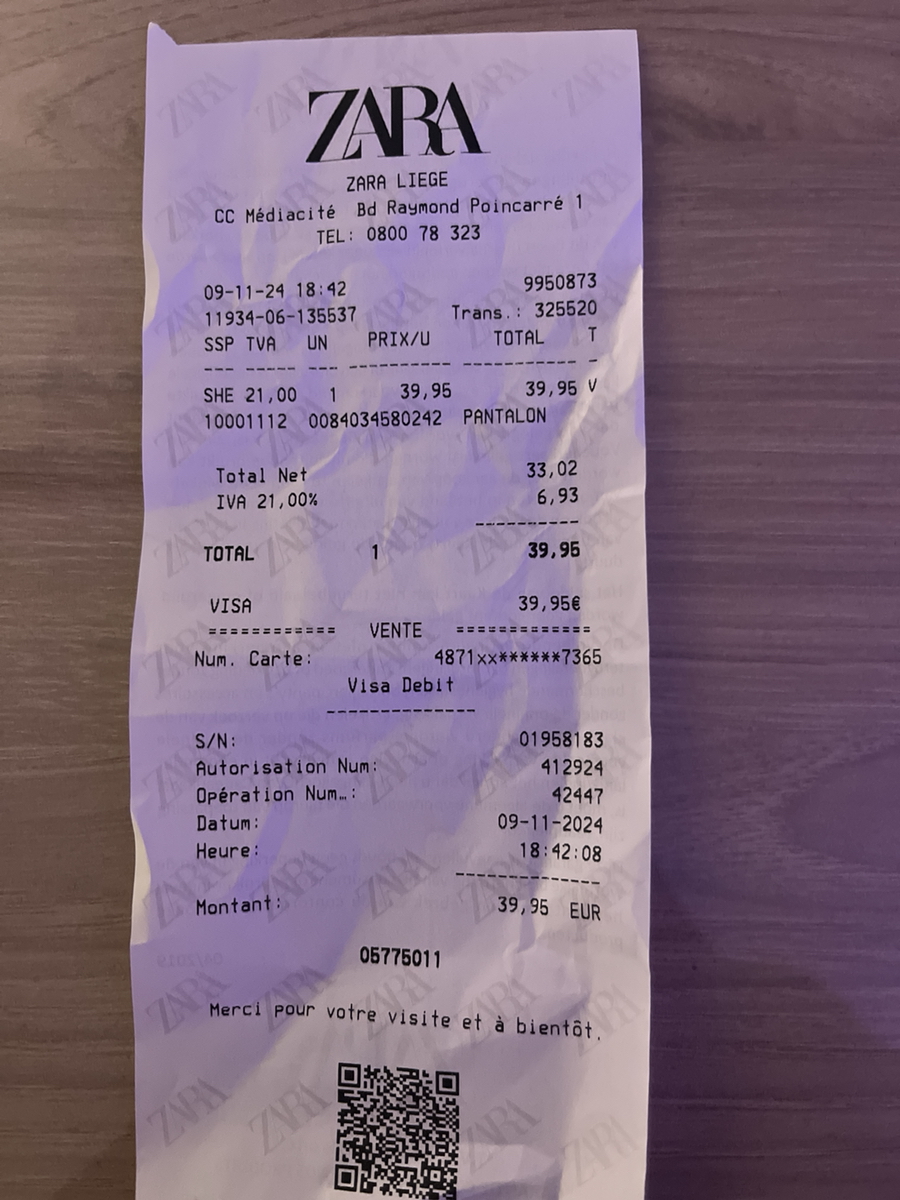 ZARA
ZARA LIEGE
CC Médiacité Bd Raymond Poincarré 1
TEL: 0800 78 323
09-11-24 18:42 9950873
11934-06-135537 Trans.: 325520
SSP TVA UN PRIX/U TOTAL T
--- ----- --- ---------- ----------- -
SHE 21,00 1 39,95 39,95 V
10001112 0084034580242 PANTALON
Total Net 33,02
IVA 21,00% 6,93
----------
TOTAL 1 39,95
VISA 39,95€
============ VENTE =============
Num. Carte: 4871xx******7365
Visa Debit
--------------
S/N: 01958183
Autorisation Num: 412924
Opération Num…: 42447
Datum: 09-11-2024
Heure: 18:42:08
--------------
Montant: 39,95 EUR
05775011
Merci pour votre visite et à bientôt.